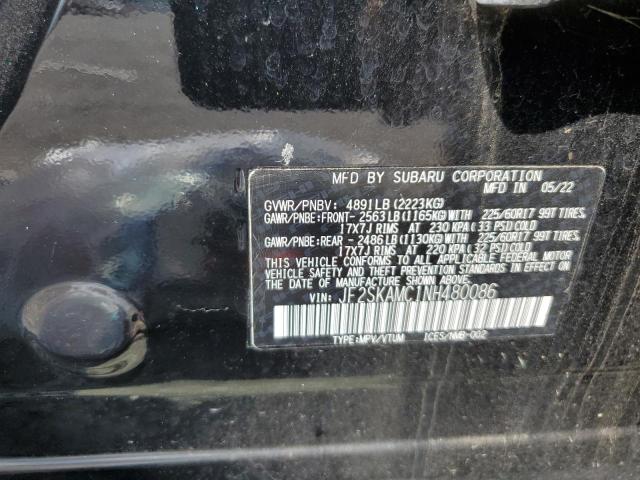 MFD BY SUBARU CORPORATION
MFD IN 05/22
GVWR/PNBV: 4891LB (2223KG)
GAWR/PNBE:FRONT- 2563LB(1165KG)WITH 225/60R17 99T TIRES,
17X7J RIMS AT 230 KPA(33 PSI)COLD
GAWR/PNBE:REAR - 2486LB(1130KG)WITH 225/60R17 99T TIRES,
17X7J RIMS AT 220 KPA(32 PSI)COLD
THIS VEHICLE CONFORMS TO ALL APPLICABLE FEDERAL MOTOR
VEHICLE SAFETY AND THEFT PREVENTION STANDARDS IN EFFECT ON
THE DATE OF MANUFACTURE SHOWN ABOVE.
VIN: JF2SKAMC1NH480086
TYPE:MPV/VTUM ICES/NMB-002